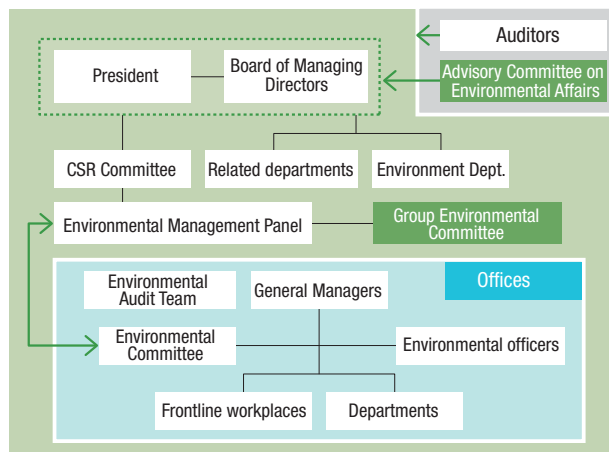 Auditors
President
Board of Managing
Directors
Advisory Committee on
Environmental Affairs
CSR Committee
Related departments
Environment Dept.
Environmental Management Panel
Group Environmental
Committee
Environmental
Audit Team
General Managers
Offices
Environmental
Committee
Environmental officers
Frontline workplaces
Departments